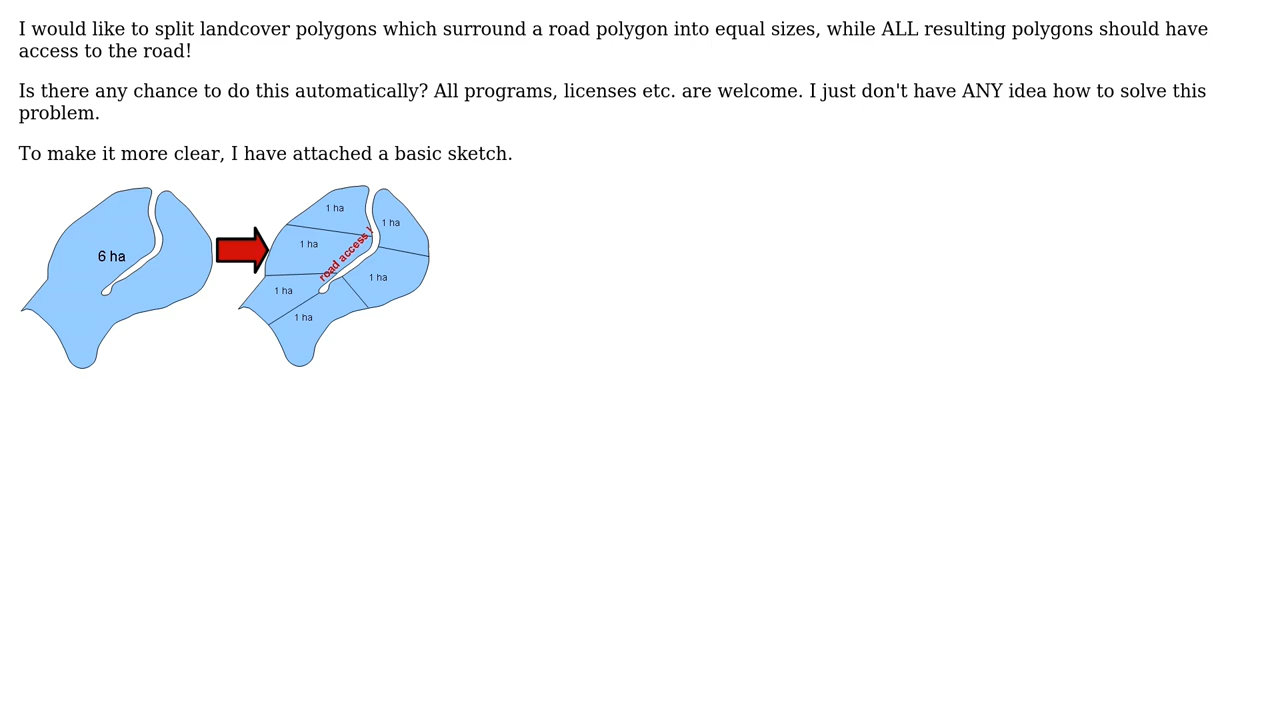 I would like to split landcover polygons which surround a road polygon into equal sizes, while ALL resulting polygons should have
access to the road!
Is there any chance to do this automatically? All programs, licenses etc. are welcome. I just don't have ANY idea how to solve this
problem.
To make it more clear, I have attached a basic sketch.
6 ha
1 ha
1 ha
1 ha
road access !
1 ha
1 ha
1 ha